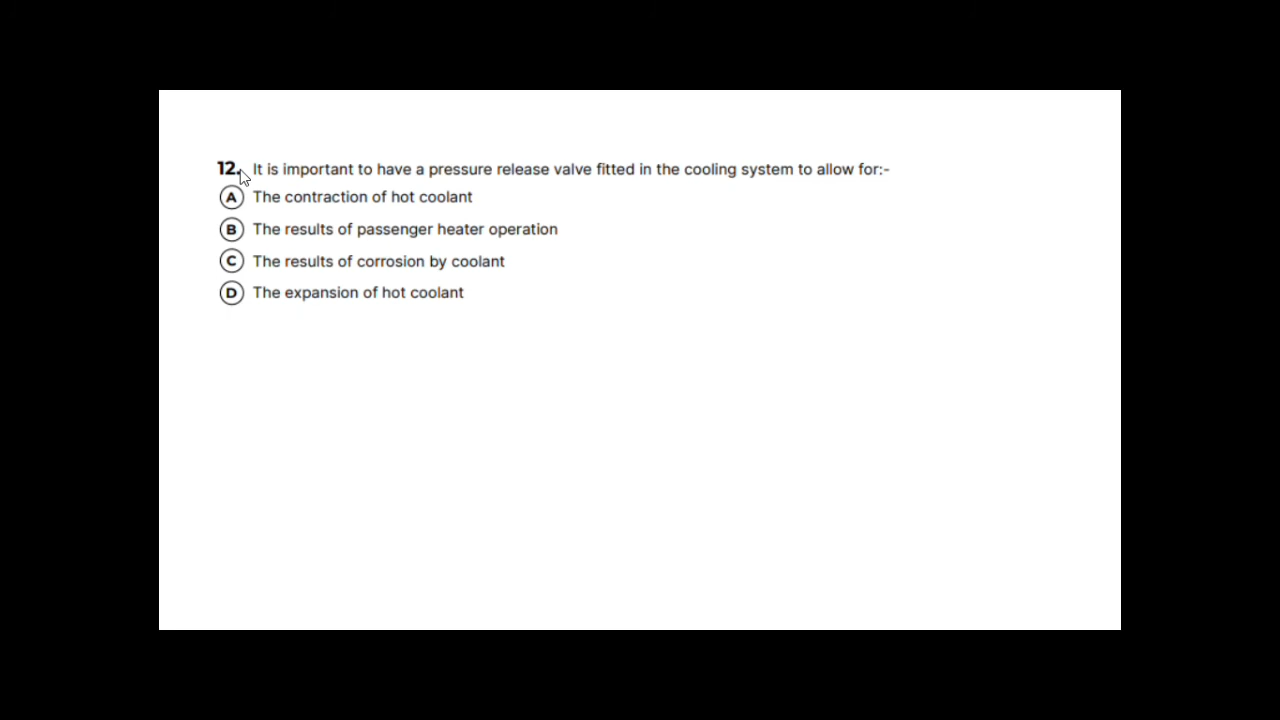 12. It is important to have a pressure release valve fitted in the cooling system to allow for:-
A The contraction of hot coolant
B The results of passenger heater operation
C The results of corrosion by coolant
D The expansion of hot coolant